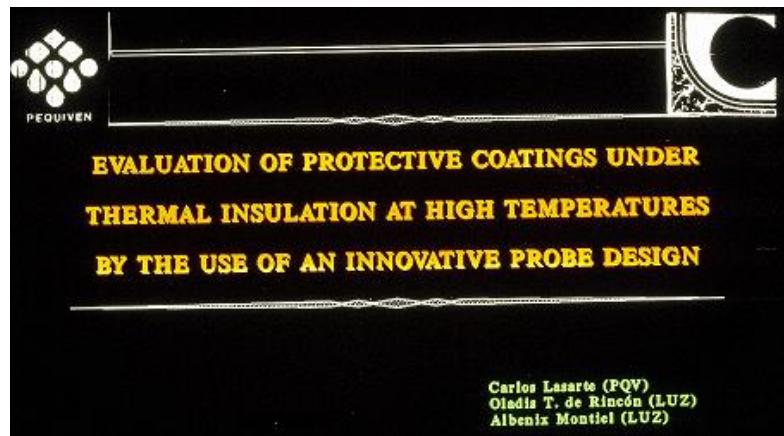 PEQUIVEN
EVALUATION OF PROTECTIVE COATINGS UNDER
THERMAL INSULATION AT HIGH TEMPERATURES
BY THE USE OF AN INNOVATIVE PROBE DESIGN
Carlos Lasarte (PQV)
Oladis T. de Rincón (LUZ)
Albenix Montiel (LUZ)